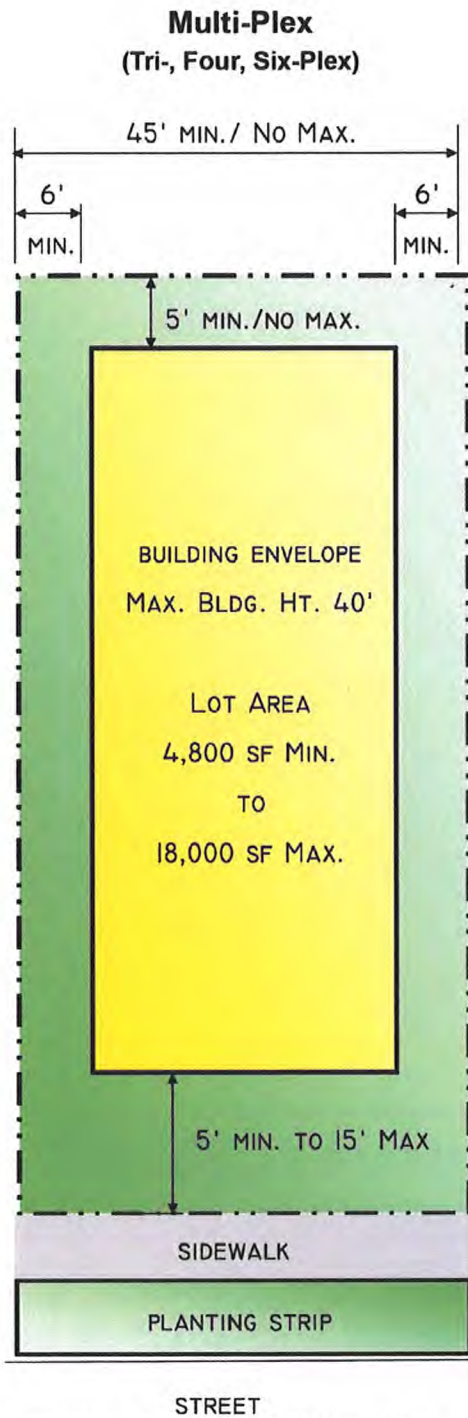 Multi-Plex
(Tri-, Four, Six-Plex)
45' MIN./ NO MAX.
6' 6'
MIN. MIN.
5' MIN./NO MAX.
BUILDING ENVELOPE
MAX. BLDG. HT. 40'
LOT AREA
4,800 SF MIN.
TO
18,000 SF MAX.
5' MIN. TO 15' MAX
SIDEWALK
PLANTING STRIP
STREET